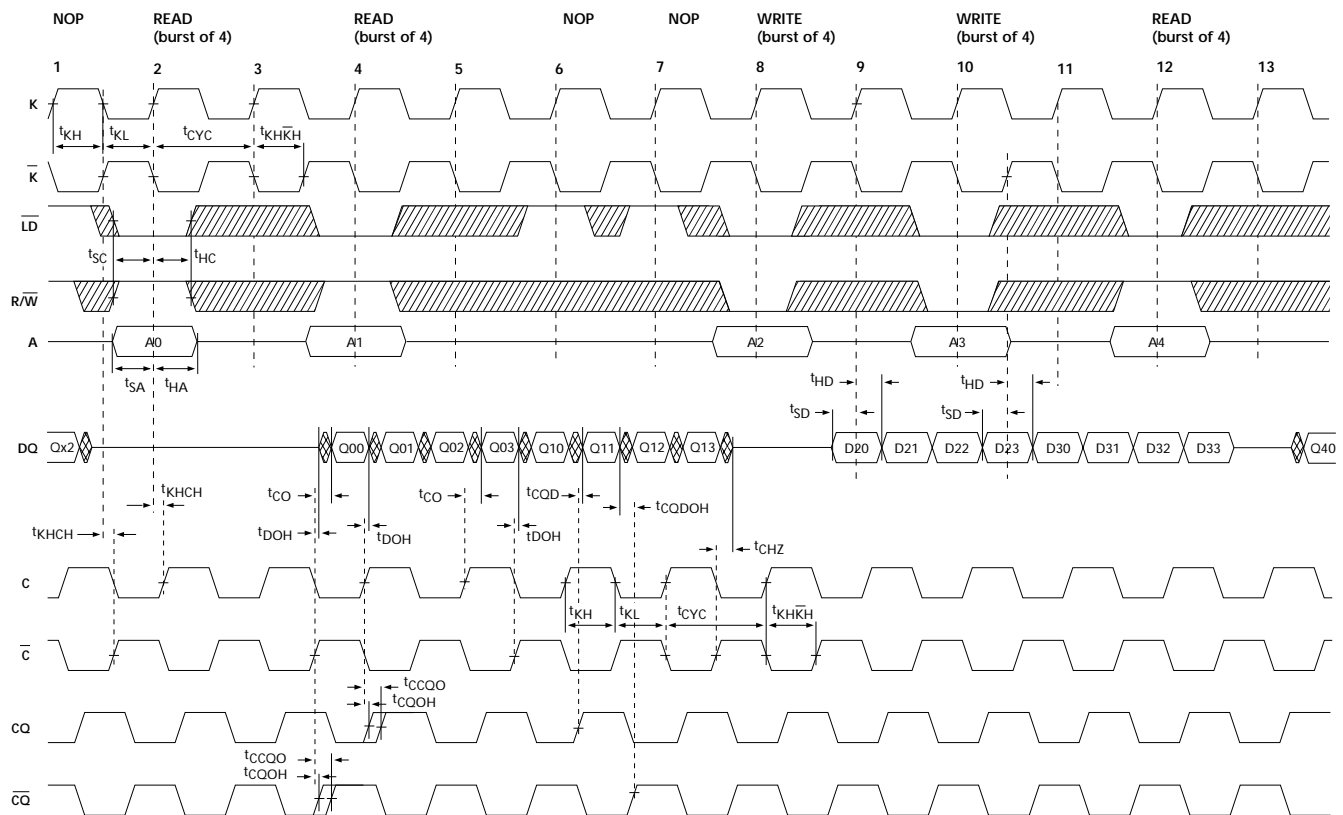 NOP READ READ NOP NOP WRITE WRITE READ
(burst of 4) (burst of 4) (burst of 4) (burst of 4) (burst of 4)
1 2 3 4 5 6 7 8 9 10 11 12 13
K
tKH tKL tCYC tKHK̅H
K̅
L̅D̅
tSC tHC
R/W̅
A A0 A1 A2 A3 A4
tSA tHA tHD tHD
tSD tSD
DQ Qx2 Q00 Q01 Q02 Q03 Q10 Q11 Q12 Q13 D20 D21 D22 D23 D30 D31 D32 D33 Q40
tKHCH tCO tCO tCQD tCQDOH
tKHCH tDOH tDOH tDOH tCHZ
C
tKH tKL tCYC tKHK̅H
C̅
tCCQO
tCQOH
CQ
tCCQO
tCQOH
C̅Q̅